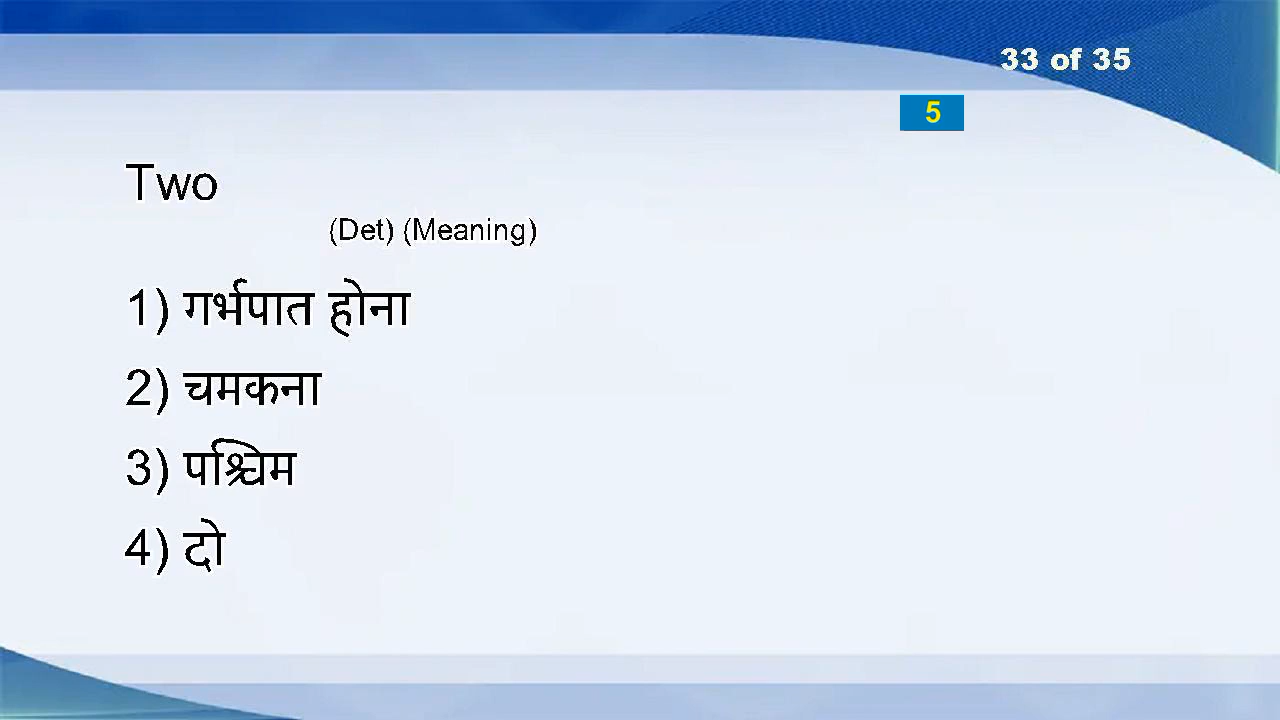 33 of 35
5
Two
(Det) (Meaning)
1) गर्भपात होना
2) चमकना
3) पश्चिम
4) दो